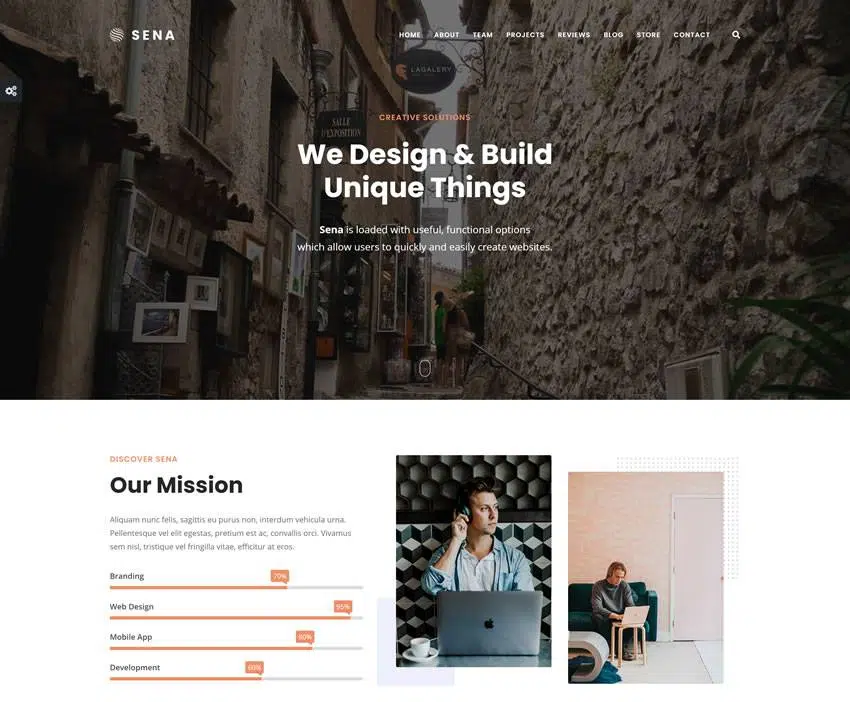 SENA
HOME ABOUT TEAM PROJECTS REVIEWS BLOG STORE CONTACT
L'AGALERY
SALLE
D'EXPOSITION
CREATIVE SOLUTIONS
We Design & Build
Unique Things
Sena is loaded with useful, functional options
which allow users to quickly and easily create websites.
DISCOVER SENA
Our Mission
Aliquam nunc felis, sagittis eu purus non, interdum vehicula urna.
Pellentesque vel elit egestas, pretium est ac, convallis orci. Vivamus
sem nisl, tristique vel fringilla vitae, efficitur at eros.
Branding 70%
Web Design 95%
Mobile App 80%
Development 60%